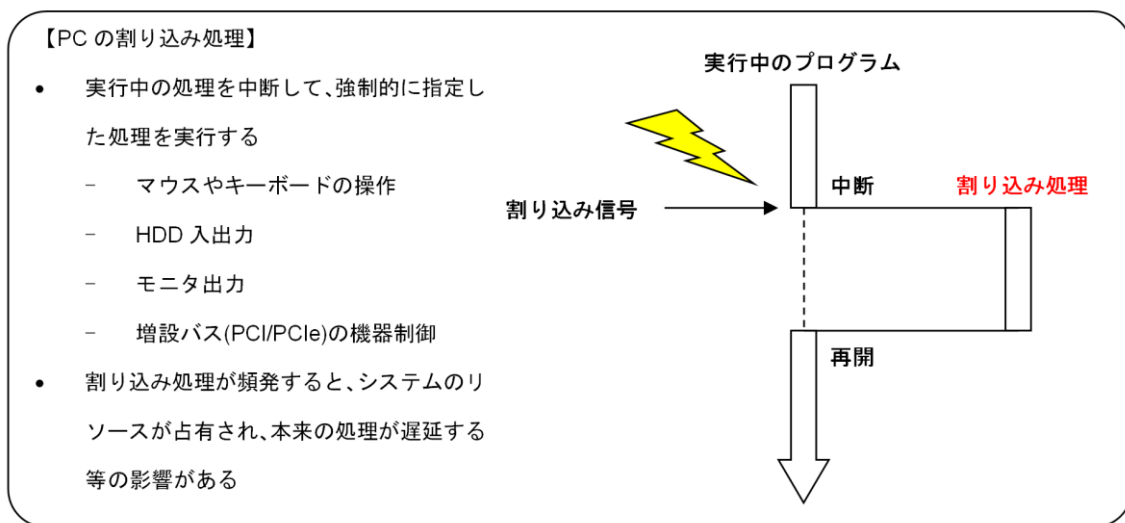 【PC の割り込み処理】
• 実行中の処理を中断して、強制的に指定し
た処理を実行する
− マウスやキーボードの操作
− HDD 入出力
− モニタ出力
− 増設バス(PCI/PCIe)の機器制御
• 割り込み処理が頻発すると、システムのリ
ソースが占有され、本来の処理が遅延する
等の影響がある
実行中のプログラム
中断
割り込み処理
割り込み信号
再開